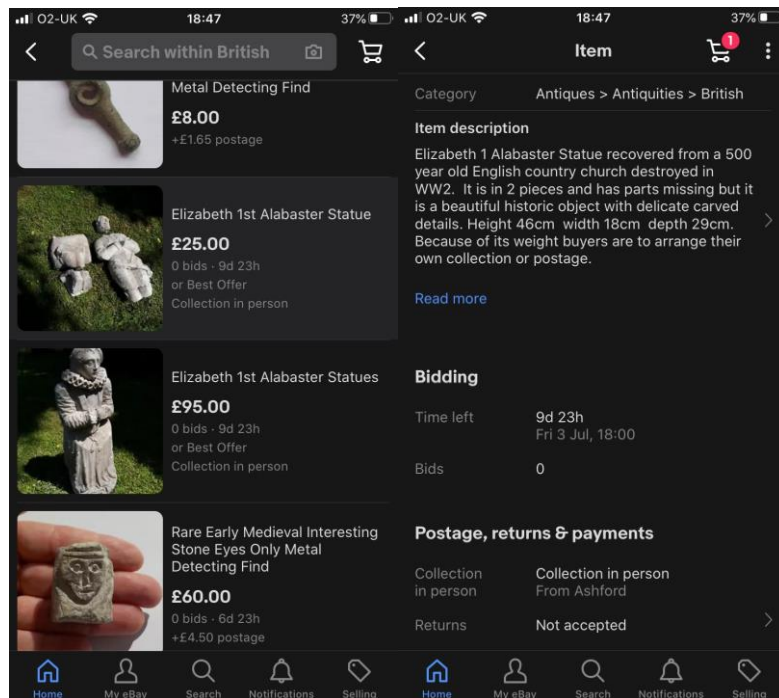 O2-UK
18:47
37%
Search within British
Metal Detecting Find
£8.00
+£1.65 postage
Elizabeth 1st Alabaster Statue
£25.00
0 bids · 9d 23h
or Best Offer
Collection in person
Elizabeth 1st Alabaster Statues
£95.00
0 bids · 9d 23h
or Best Offer
Collection in person
Rare Early Medieval Interesting
Stone Eyes Only Metal
Detecting Find
£60.00
0 bids · 6d 23h
+£4.50 postage
Home
My eBay
Search
Notifications
Selling
O2-UK
18:47
37%
Item
1
Category
Antiques > Antiquities > British
Item description
Elizabeth 1 Alabaster Statue recovered from a 500
year old English country church destroyed in
WW2. It is in 2 pieces and has parts missing but it
is a beautiful historic object with delicate carved
details. Height 46cm width 18cm depth 29cm.
Because of its weight buyers are to arrange their
own collection or postage.
Read more
Bidding
Time left
9d 23h
Fri 3 Jul, 18:00
Bids
0
Postage, returns & payments
Collection
in person
Collection in person
From Ashford
Returns
Not accepted
Home
My eBay
Search
Notifications
Selling